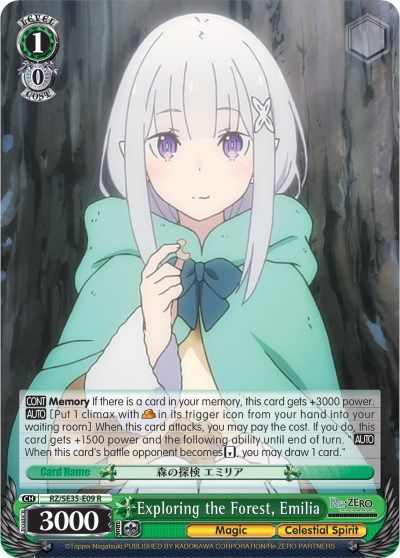 LEVEL
1
0
COST
CONT Memory If there is a card in your memory, this card gets +3000 power.
AUTO [Put 1 climax with in its trigger icon from your hand into your
waiting room] When this card attacks, you may pay the cost. If you do, this
card gets +1500 power and the following ability until end of turn. "AUTO
When this card's battle opponent becomes [ ], you may draw 1 card."
Card Name 森の探検 エミリア
CH RZ/SE35-E09 R
3000
Exploring the Forest, Emilia
Re:ZERO
Magic Celestial Spirit
©Tappei Nagatsuki,PUBLISHED BY KADOKAWA CORPORATION/Re:ZERO PARTNERS